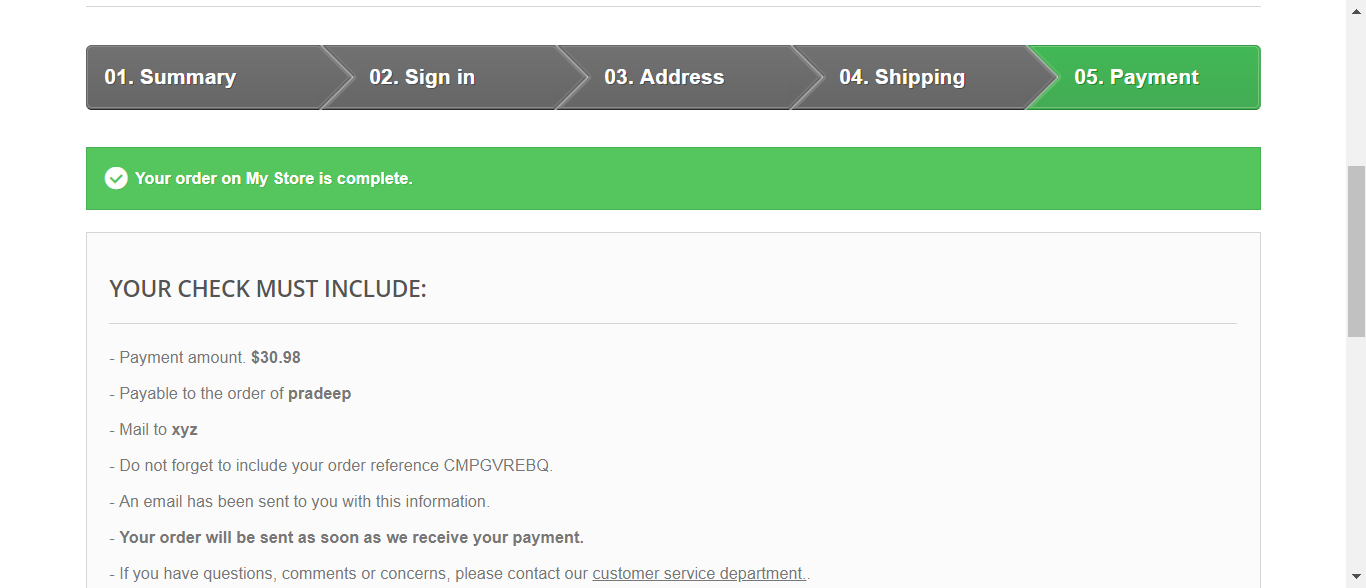 01. Summary
02. Sign in
03. Address
04. Shipping
05. Payment
Your order on My Store is complete.
YOUR CHECK MUST INCLUDE:
- Payment amount. $30.98
- Payable to the order of pradeep
- Mail to xyz
- Do not forget to include your order reference CMPGVREBQ.
- An email has been sent to you with this information.
- Your order will be sent as soon as we receive your payment.
- If you have questions, comments or concerns, please contact our customer service department..